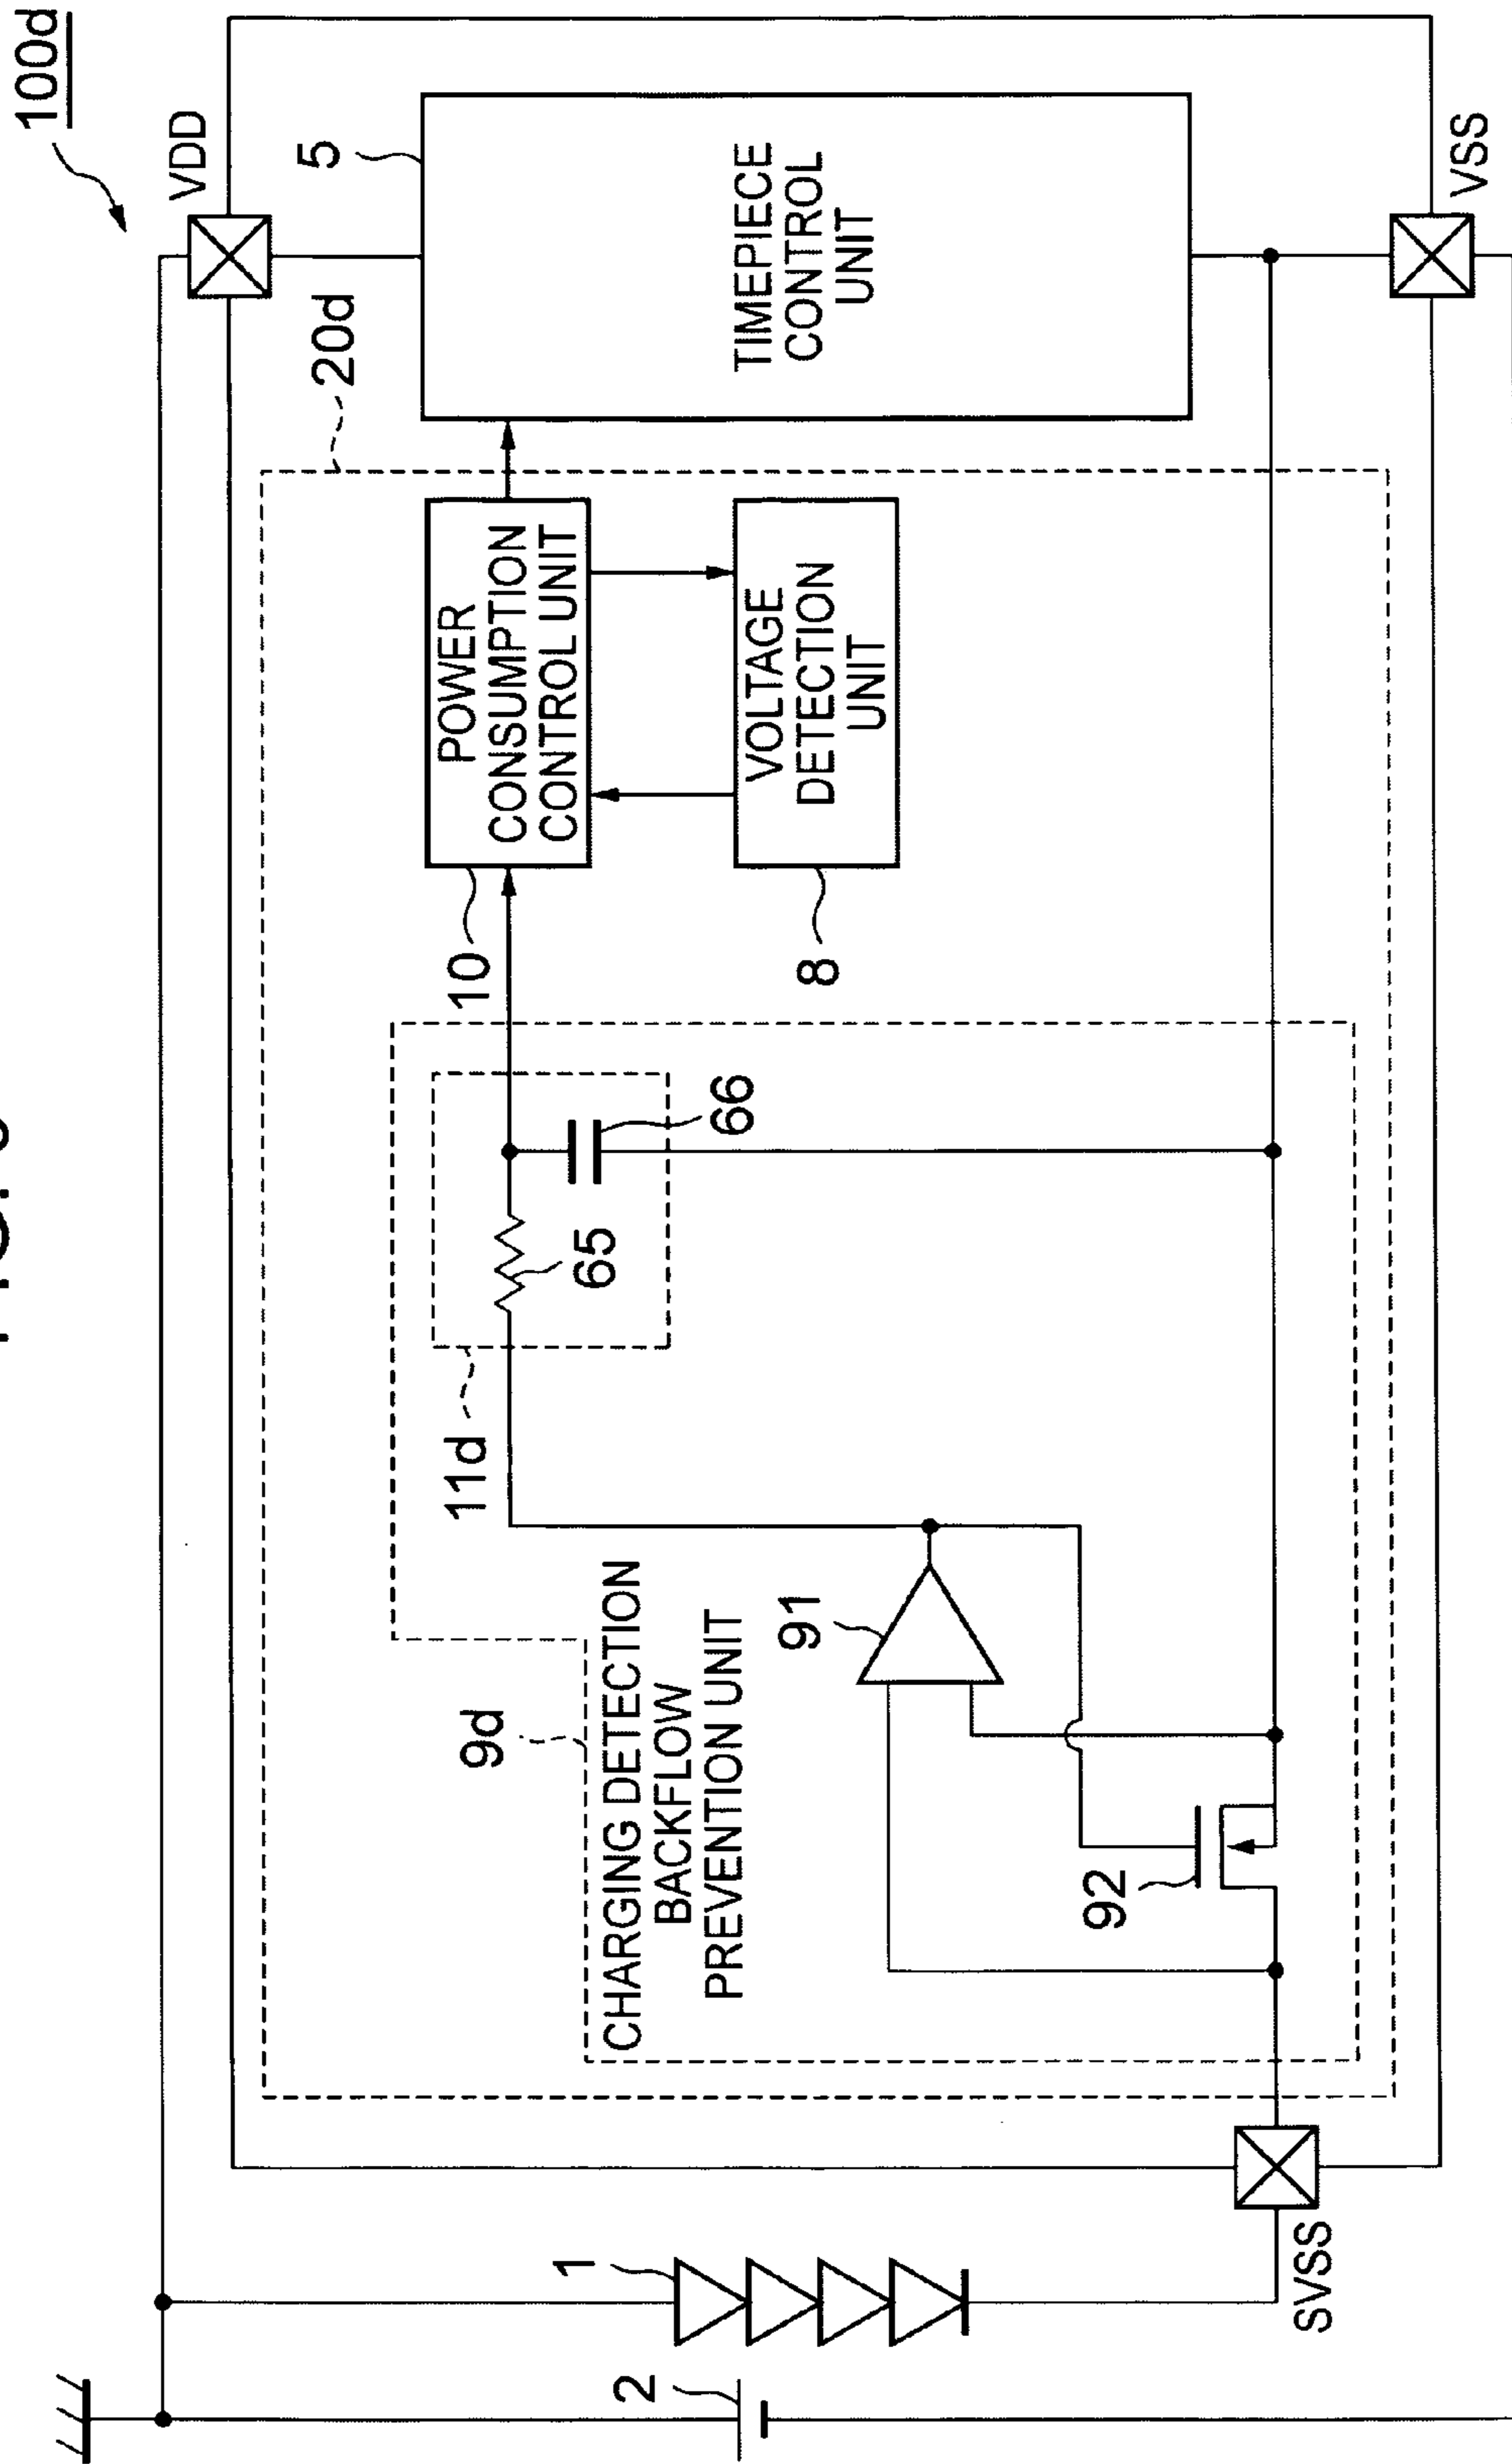 100d
VDD
5
TIMEPIECE
CONTROL
UNIT
20d
POWER
CONSUMPTION
CONTROL UNIT
10
VOLTAGE
DETECTION
UNIT
8
66
65
11d
9d
CHARGING DETECTION
BACKFLOW
PREVENTION UNIT
91
92
1
2
SVSS
VSS